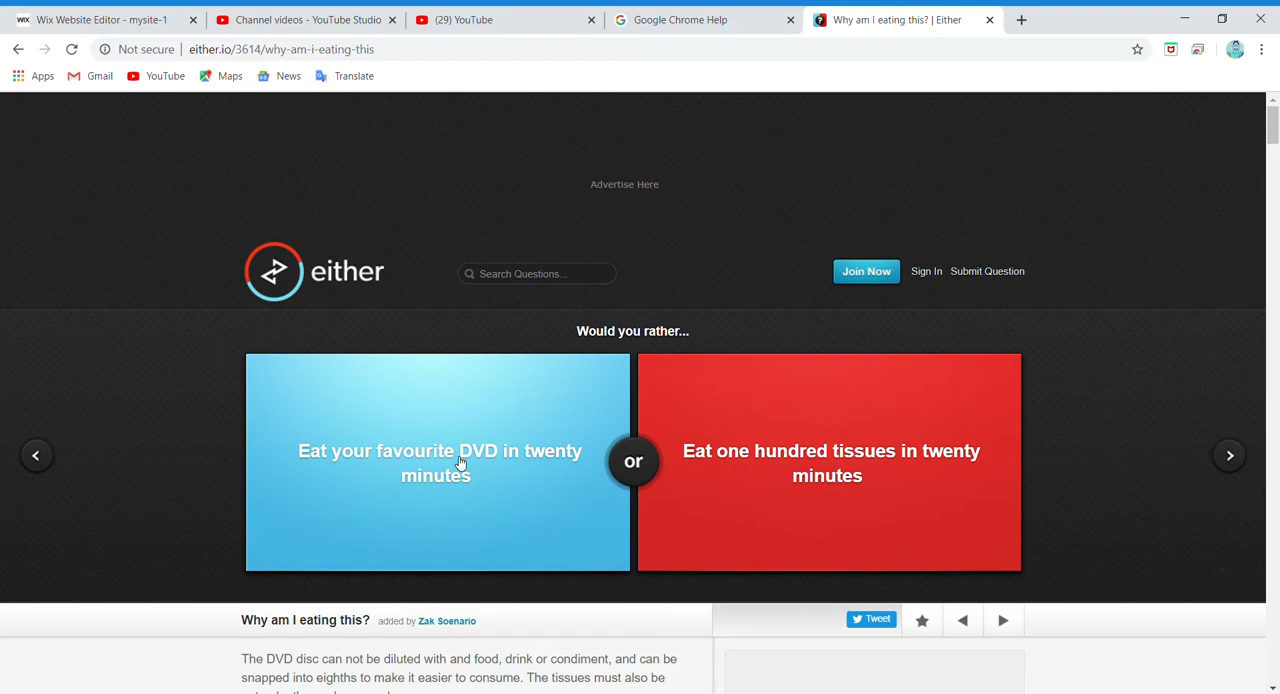 Wix Website Editor - mysite-1
Channel videos - YouTube Studio
(29) YouTube
Google Chrome Help
Why am I eating this? | Either
Not secure | either.io/3614/why-am-i-eating-this
Apps Gmail YouTube Maps News Translate
Advertise Here
either
Search Questions...
Join Now Sign In Submit Question
Would you rather...
Eat your favourite DVD in twenty
minutes
or
Eat one hundred tissues in twenty
minutes
Why am I eating this? added by Zak Soenario
Tweet
The DVD disc can not be diluted with and food, drink or condiment, and can be
snapped into eighths to make it easier to consume. The tissues must also be